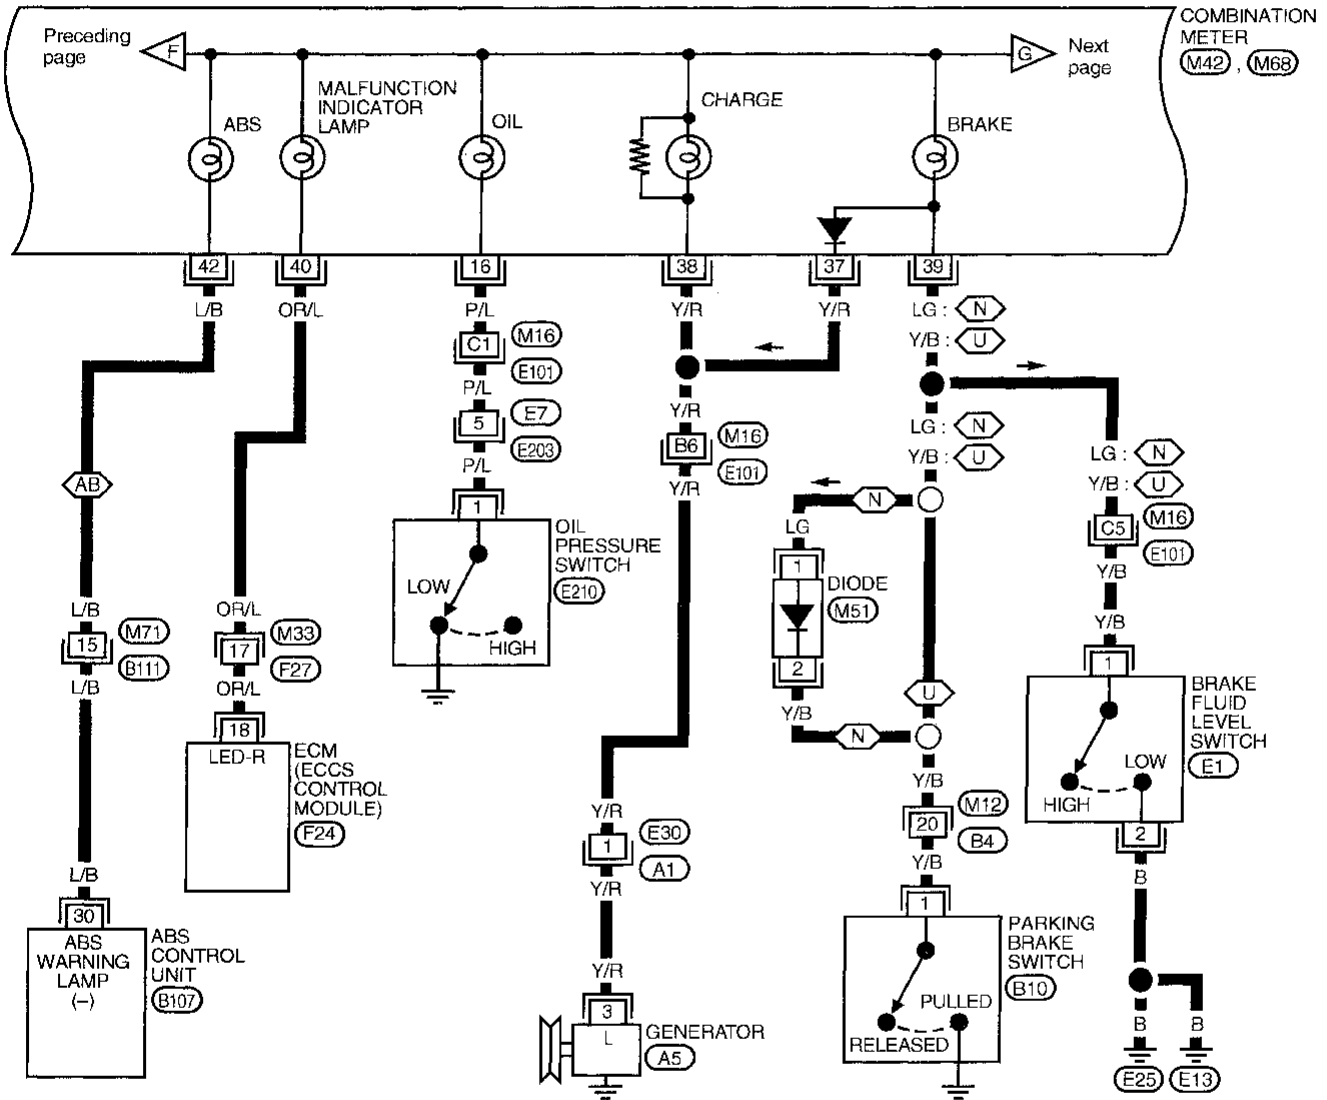 Preceding
page
F
G
Next
page
COMBINATION
METER
M42 , M68
ABS
MALFUNCTION
INDICATOR
LAMP
OIL
CHARGE
BRAKE
42
40
16
38
37
39
L/B
OR/L
P/L
Y/R
Y/R
LG : N
Y/B : U
C1
M16
E101
P/L
5
E7
E203
P/L
1
OIL
PRESSURE
SWITCH
E210
LOW
HIGH
Y/R
B6
M16
E101
Y/R
LG : N
Y/B : U
LG : N
Y/B : U
C5
M16
E101
Y/B
Y/B
1
BRAKE
FLUID
LEVEL
SWITCH
E1
LOW
HIGH
2
B
B
B
E25
E13
AB
L/B
15
M71
B111
L/B
OR/L
17
M33
F27
OR/L
18
LED-R
ECM
(ECCS
CONTROL
MODULE)
F24
L/B
30
ABS
WARNING
LAMP
(–)
ABS
CONTROL
UNIT
B107
N
LG
1
DIODE
M51
2
Y/B
N
U
Y/B
20
M12
B4
Y/B
1
PARKING
BRAKE
SWITCH
B10
PULLED
RELEASED
Y/R
1
E30
A1
Y/R
Y/R
3
L
GENERATOR
A5